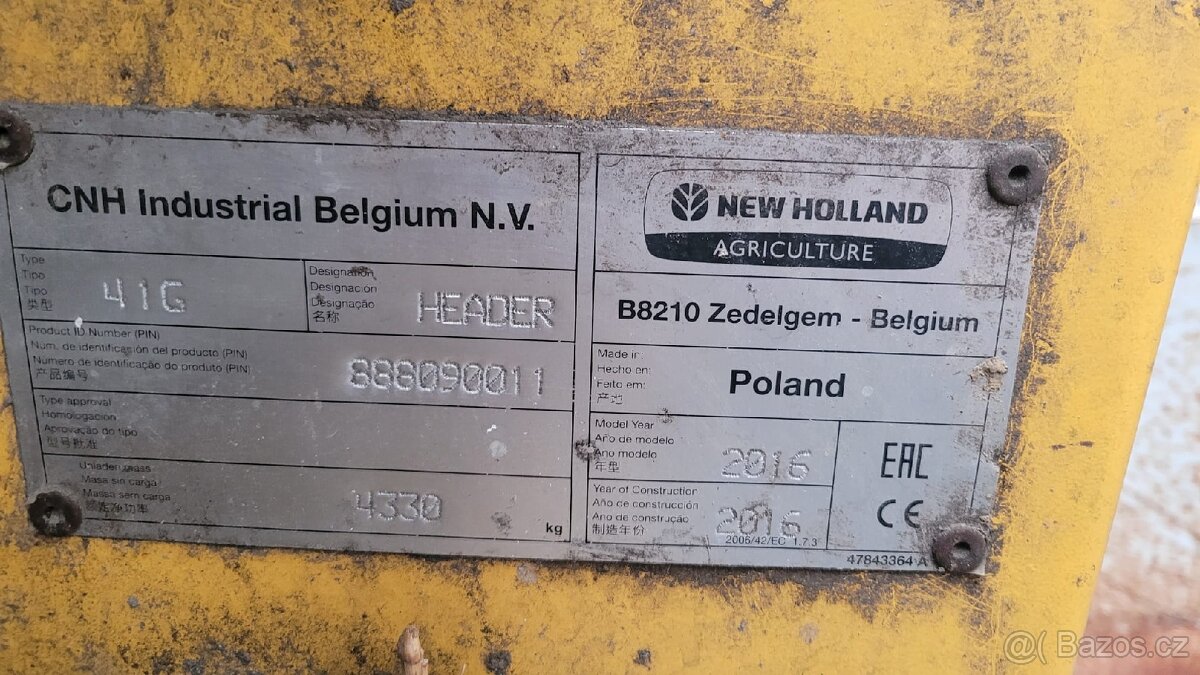 CNH Industrial Belgium N.V.
Type
Tipo
Tipo
类型
41G
Designation
Designacion
Designação
名称
HEADER
Product ID Number (PIN)
Num. de identificación del producto (PIN)
Número de identificação do produto (PIN)
产品编号
888090011
Type approval
Homologacion
Aprovação do tipo
型号批准
Unladen mass
Masa sin carga
Massa sem carga
净功率
4330
kg
NEW HOLLAND
AGRICULTURE
B8210 Zedelgem - Belgium
Made in:
Hecho en:
Feito em:
产地
Poland
Model Year
Año de modelo
Ano modelo
年型
2016
Year of Construction
Año de construcción
Ano de construção
制造年份
2016
2006/42/EC 1.7.3
EAC
CE
47843364 A
@( Bazos.cz